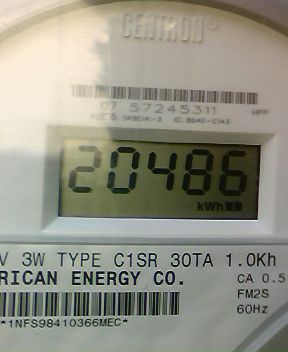 CENTRON®
07 57245311 HPP
20486
kWh
V 3W TYPE C1SR 30TA 1.0Kh
RICAN ENERGY CO. CA 0.5
FM2S
*1NFS98410366MEC* 60Hz